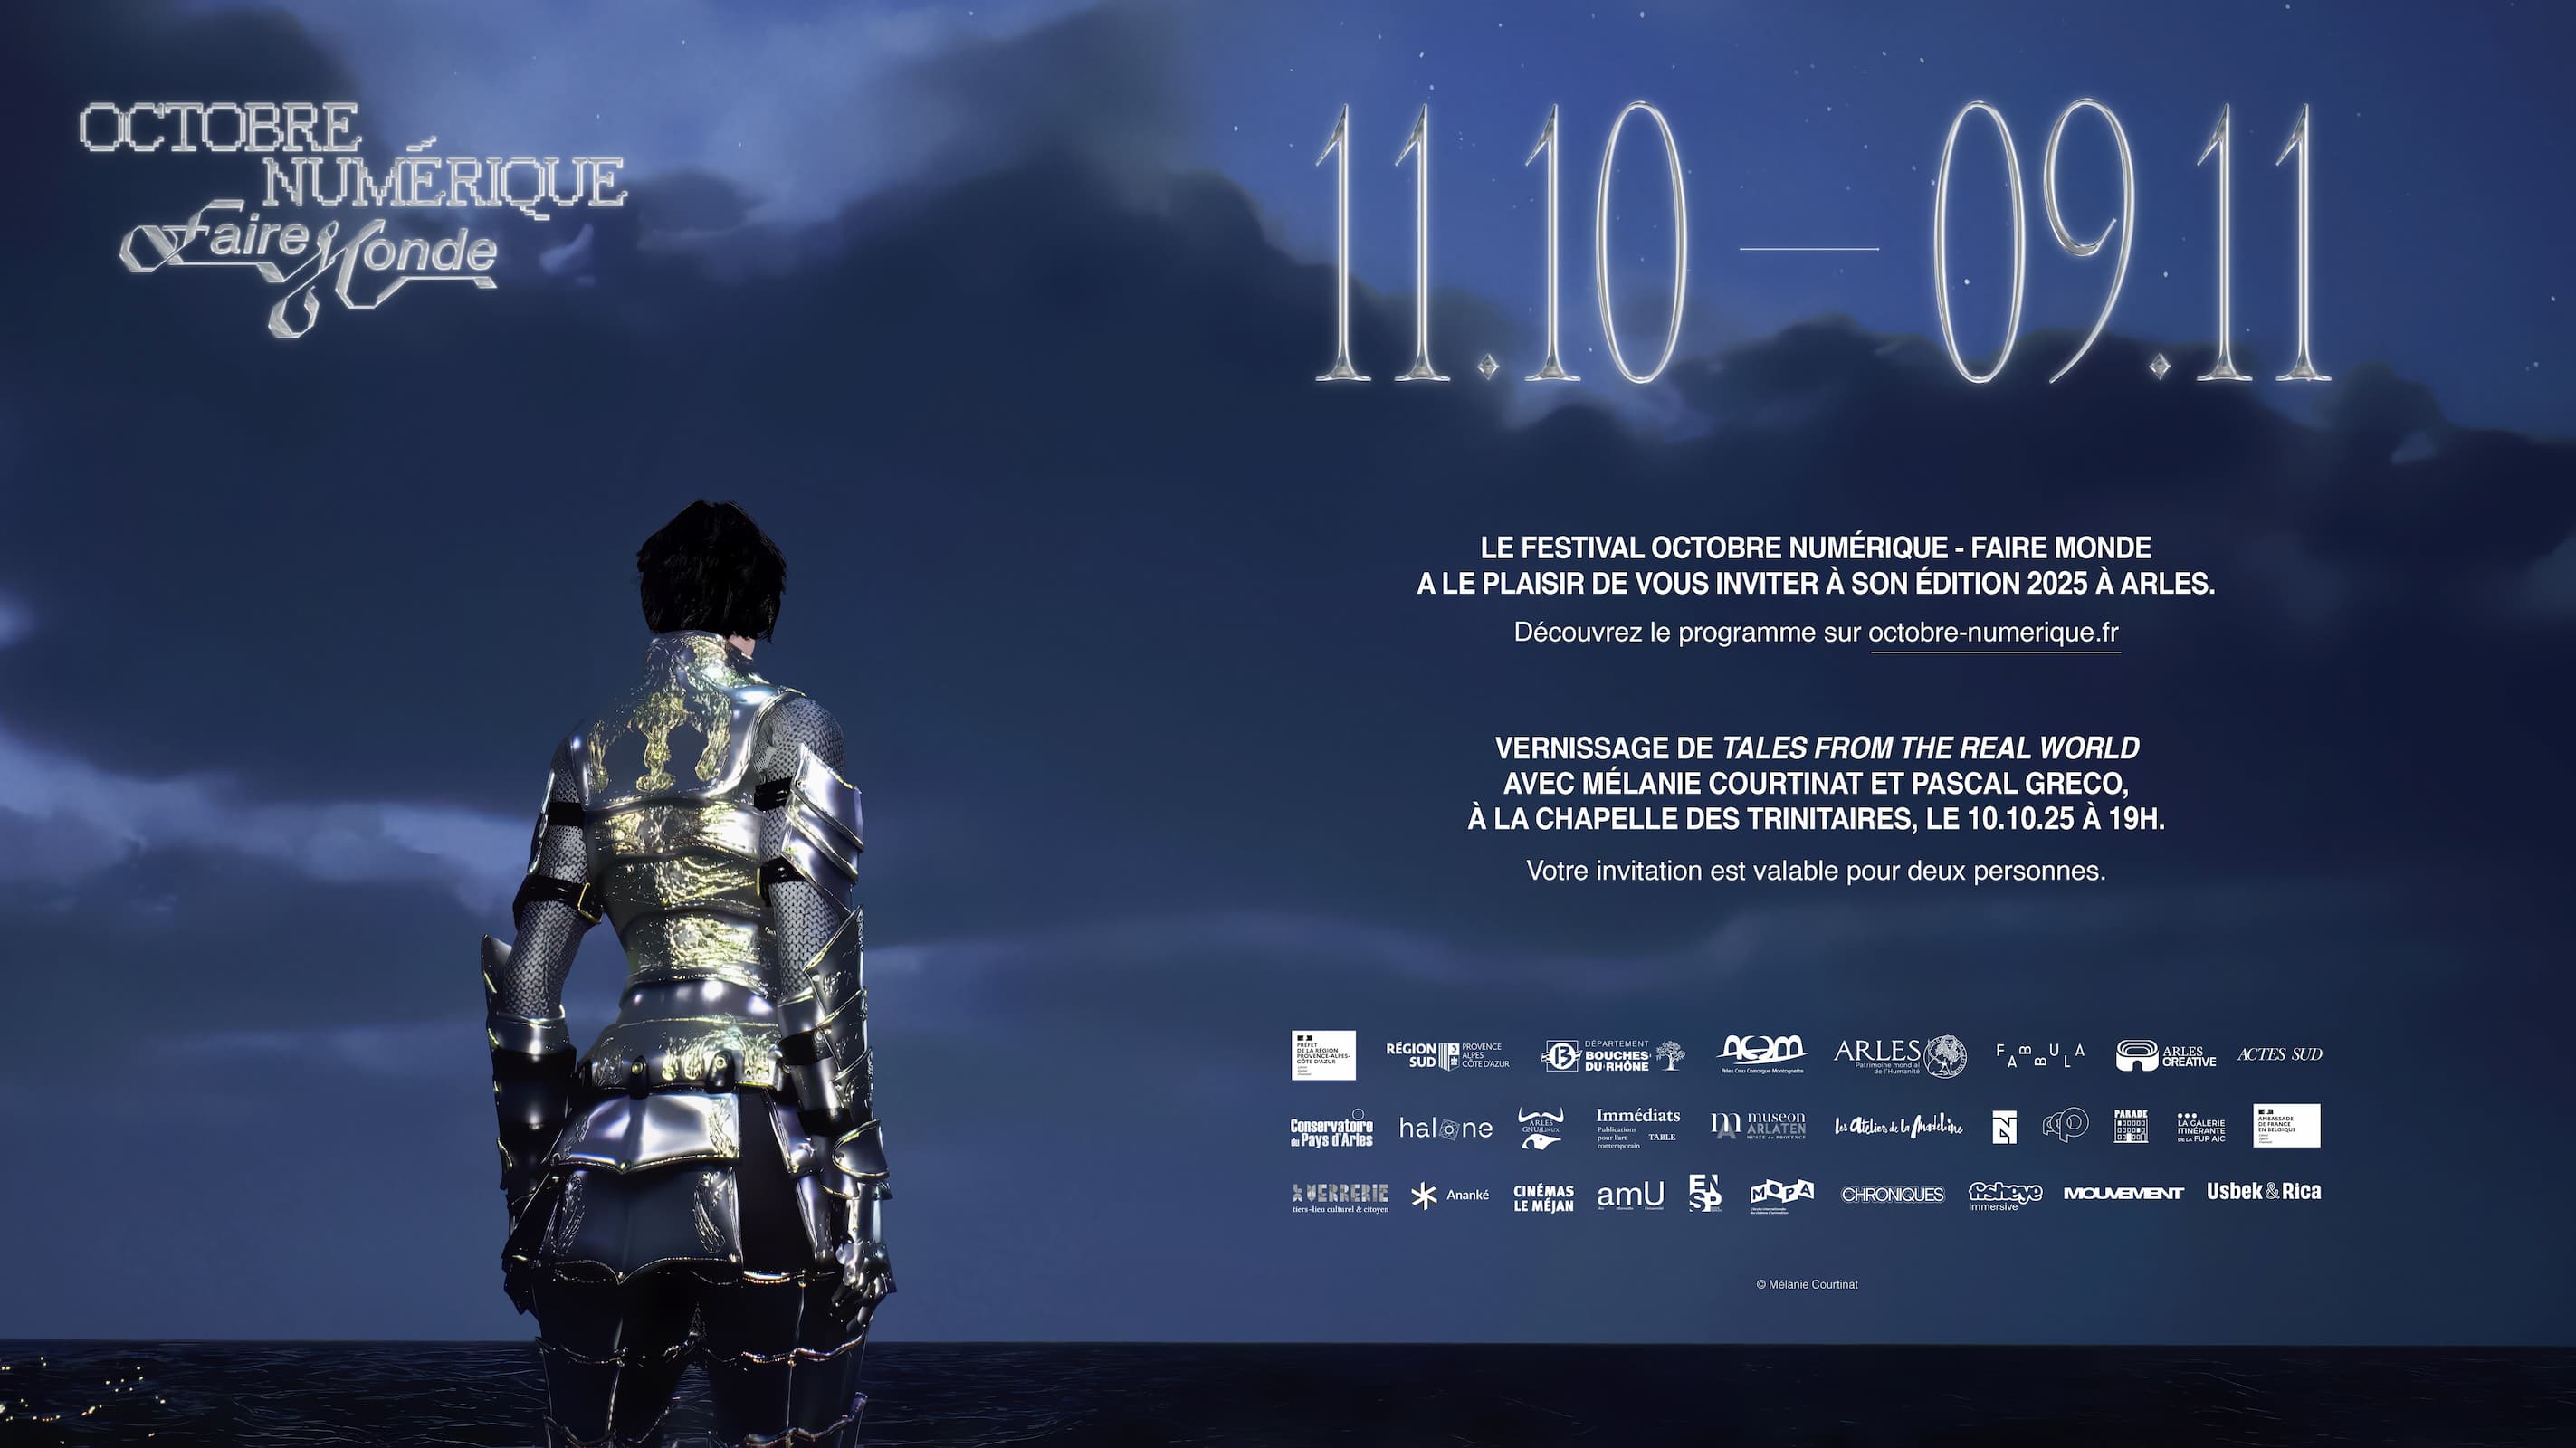 OCTOBRE
NUMÉRIQUE
Faire Monde
11.10 — 09.11
LE FESTIVAL OCTOBRE NUMÉRIQUE - FAIRE MONDE
A LE PLAISIR DE VOUS INVITER À SON ÉDITION 2025 À ARLES.
Découvrez le programme sur octobre-numerique.fr
VERNISSAGE DE TALES FROM THE REAL WORLD
AVEC MÉLANIE COURTINAT ET PASCAL GRECO,
À LA CHAPELLE DES TRINITAIRES, LE 10.10.25 À 19H.
Votre invitation est valable pour deux personnes.
PRÉFET
DE LA RÉGION
PROVENCE-ALPES-
CÔTE D'AZUR
RÉGION
SUD
PROVENCE
ALPES
CÔTE D'AZUR
13
DÉPARTEMENT
BOUCHES
DU·RHÔNE
accm
Arles Crau Camargue Montagnette
ARLES
Patrimoine mondial
de l'Humanité
FABBULA
ARLES
CREATIVE
ACTES SUD
Conservatoire
du Pays d'Arles
halone
ARLES
GNU/LINUX
Immédiats
Publications
pour l'art
contemporain
TABLE
museon
ARLATEN
MUSÉE de PROVENCE
Les Ateliers de la Madeleine
PARADE
LA GALERIE
ITINÉRANTE
DE LA FUP AIC
AMBASSADE
DE FRANCE
EN BELGIQUE
VERRERIE
tiers-lieu culturel & citoyen
Ananké
CINÉMAS
LE MÉJAN
amU
ENSP
MOPA
CHRONIQUES
fisheye
Immersive
MOUVEMENT
Usbek & Rica
© Mélanie Courtinat